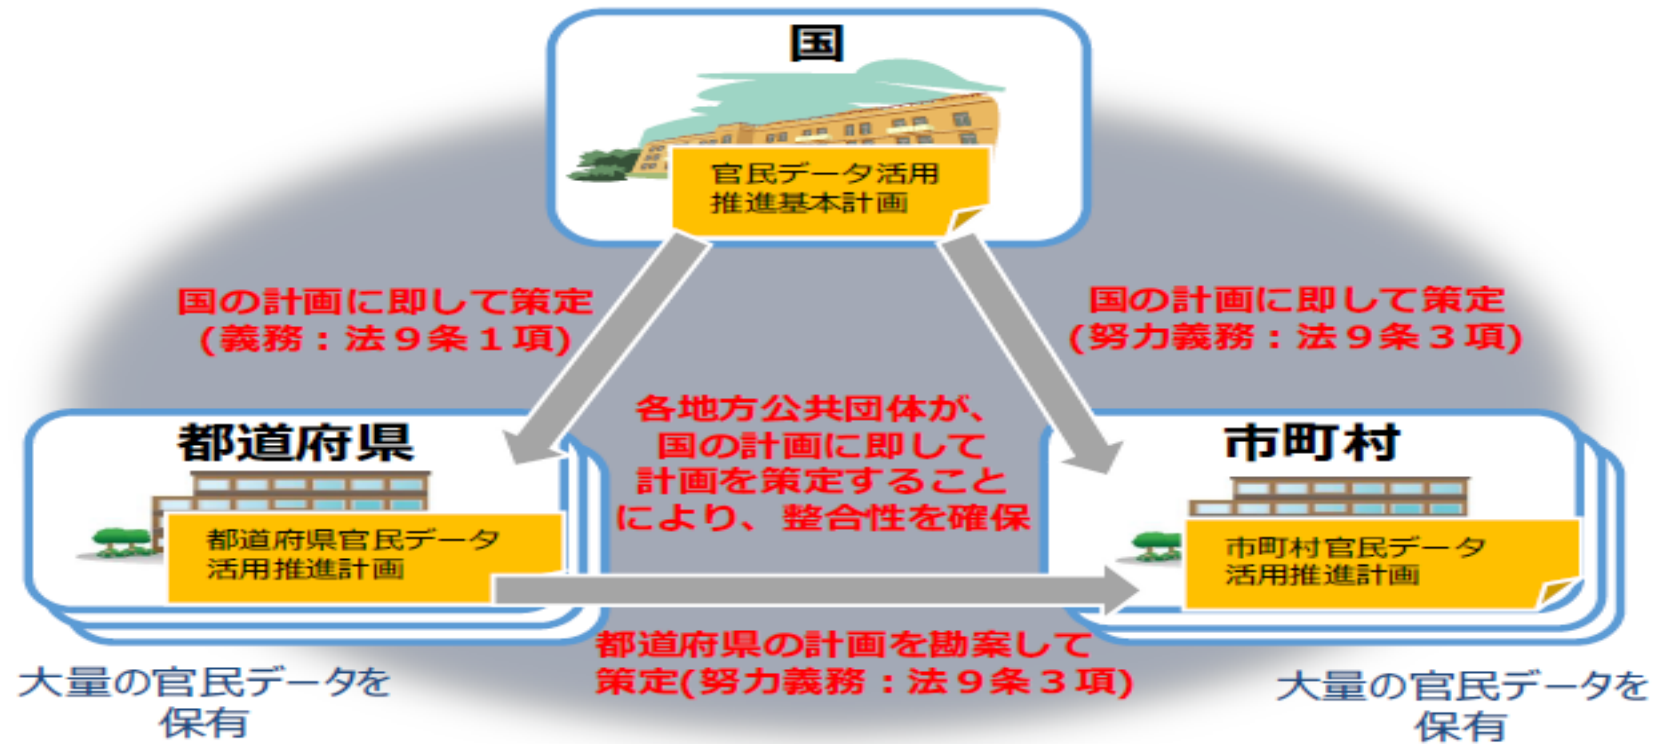 国
官民データ活用
推進基本計画
国の計画に即して策定
(義務：法９条１項)
国の計画に即して策定
(努力義務：法９条３項)
各地方公共団体が、
国の計画に即して
計画を策定すること
により、整合性を確保
都道府県
都道府県官民データ
活用推進計画
市町村
市町村官民データ
活用推進計画
都道府県の計画を勘案して
策定(努力義務：法９条３項)
大量の官民データを
保有
大量の官民データを
保有